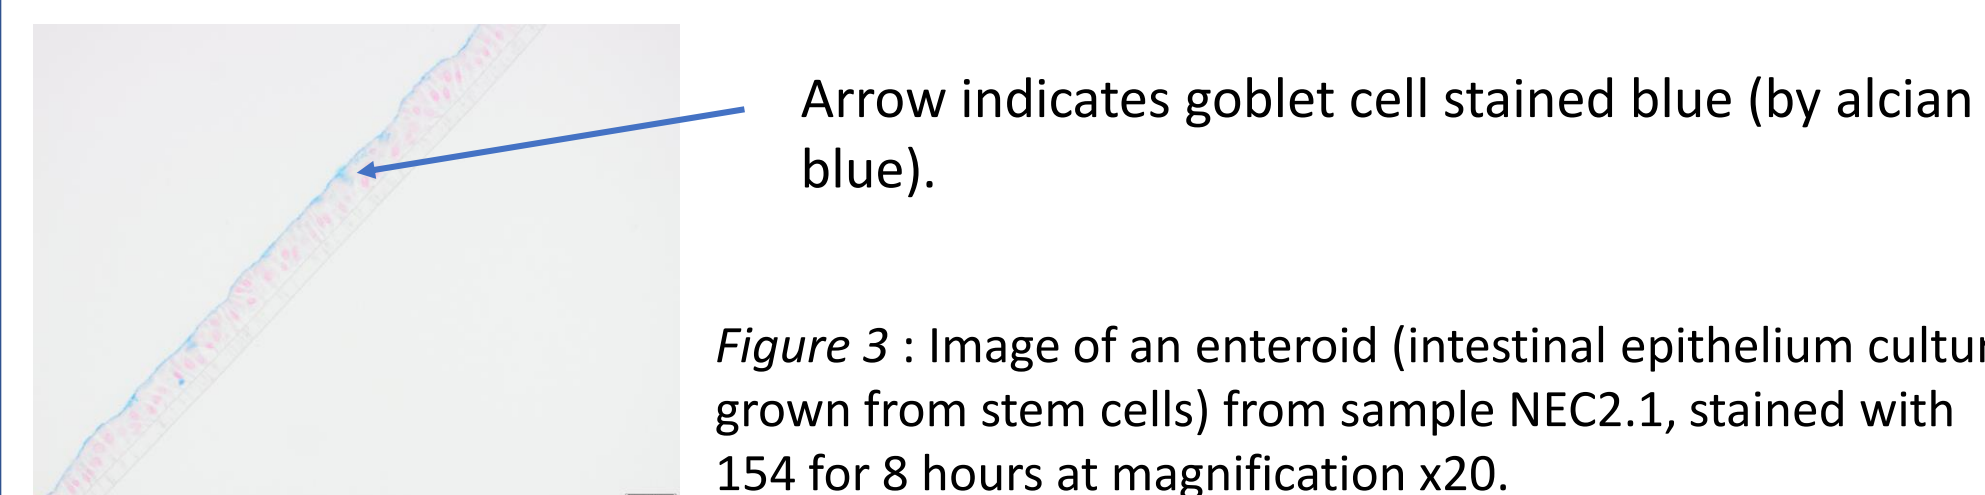 Arrow indicates goblet cell stained blue (by alcian
blue).
Figure 3 : Image of an enteroid (intestinal epithelium cultur
grown from stem cells) from sample NEC2.1, stained with
154 for 8 hours at magnification x20.